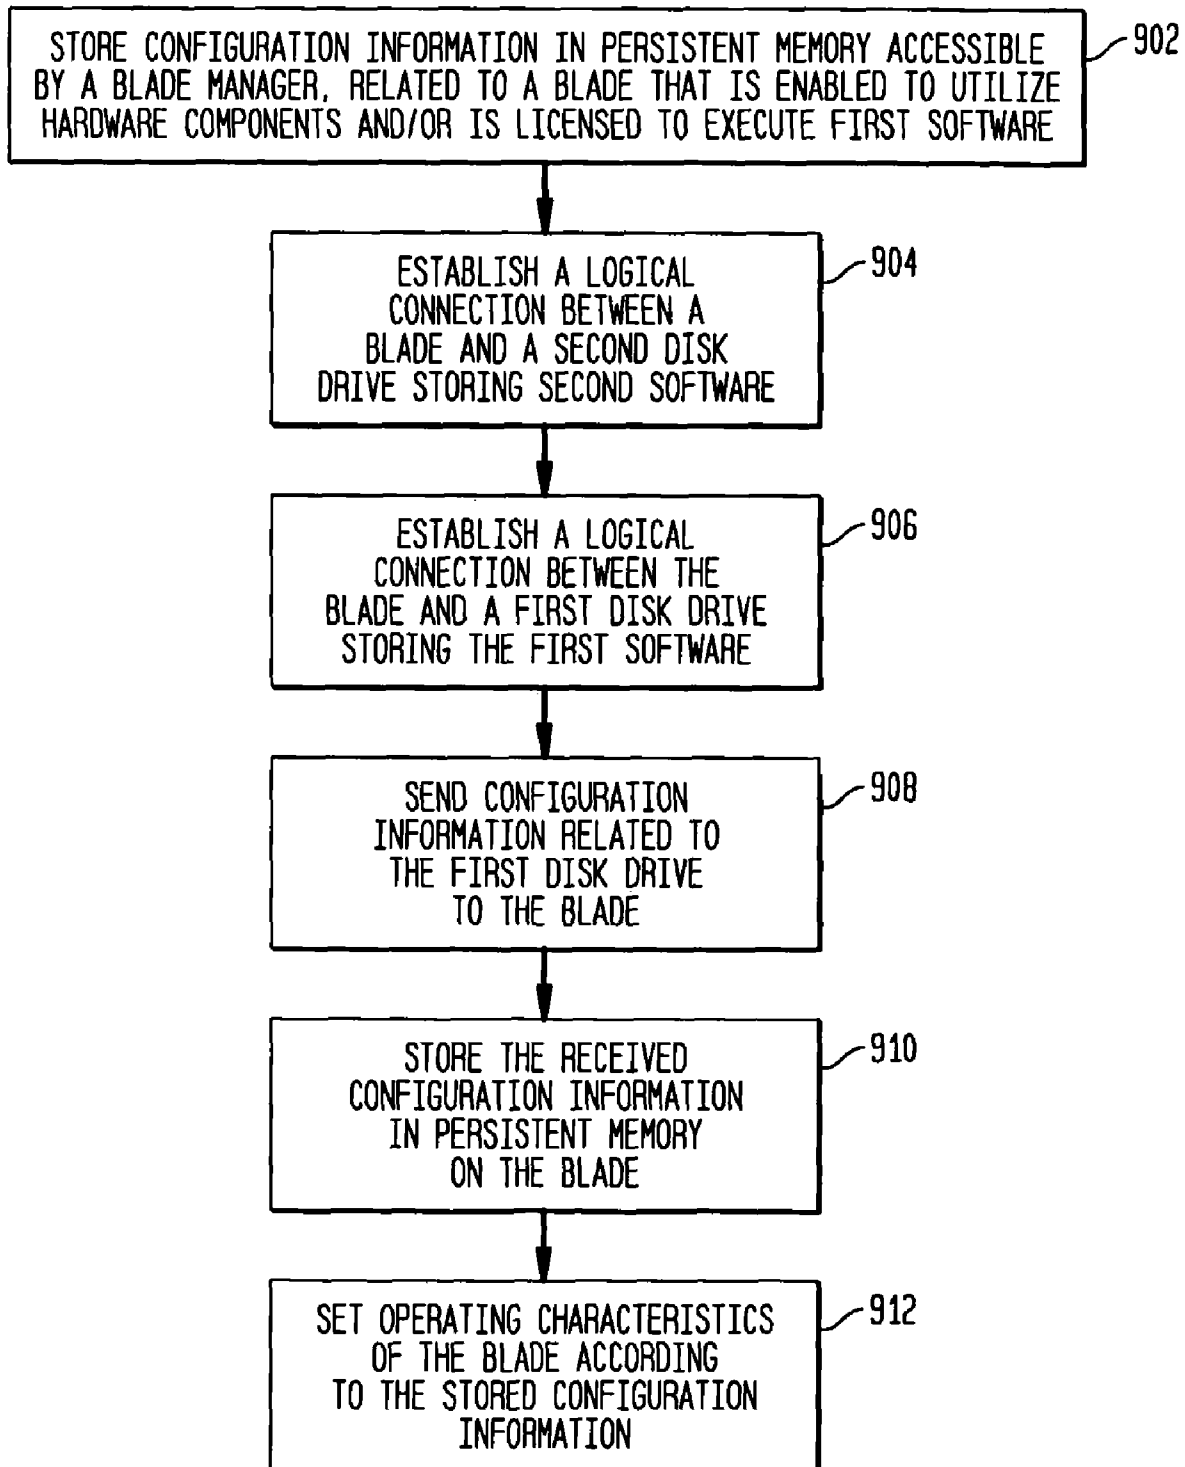 STORE CONFIGURATION INFORMATION IN PERSISTENT MEMORY ACCESSIBLE
BY A BLADE MANAGER, RELATED TO A BLADE THAT IS ENABLED TO UTILIZE
HARDWARE COMPONENTS AND/OR IS LICENSED TO EXECUTE FIRST SOFTWARE
902
ESTABLISH A LOGICAL
CONNECTION BETWEEN A
BLADE AND A SECOND DISK
DRIVE STORING SECOND SOFTWARE
904
ESTABLISH A LOGICAL
CONNECTION BETWEEN THE
BLADE AND A FIRST DISK DRIVE
STORING THE FIRST SOFTWARE
906
SEND CONFIGURATION
INFORMATION RELATED TO
THE FIRST DISK DRIVE
TO THE BLADE
908
STORE THE RECEIVED
CONFIGURATION INFORMATION
IN PERSISTENT MEMORY
ON THE BLADE
910
SET OPERATING CHARACTERISTICS
OF THE BLADE ACCORDING
TO THE STORED CONFIGURATION
INFORMATION
912